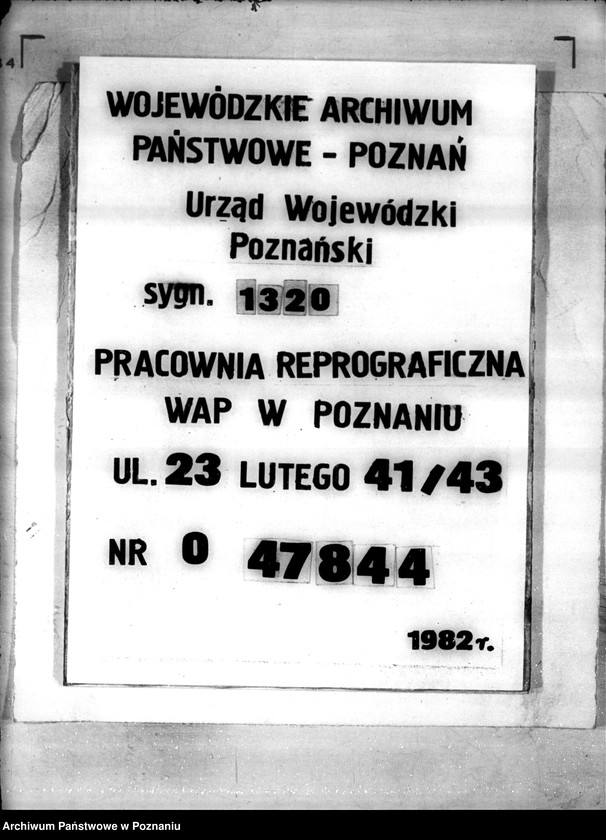 WOJEWÓDZKIE ARCHIWUM
PAŃSTWOWE - POZNAŃ
Urząd Wojewódzki
Poznański
sygn. 1320
PRACOWNIA REPROGRAFICZNA
WAP W POZNANIU
UL. 23 LUTEGO 41/43
NR 0 47844
1982 r.
Archiwum Państwowe w Poznaniu